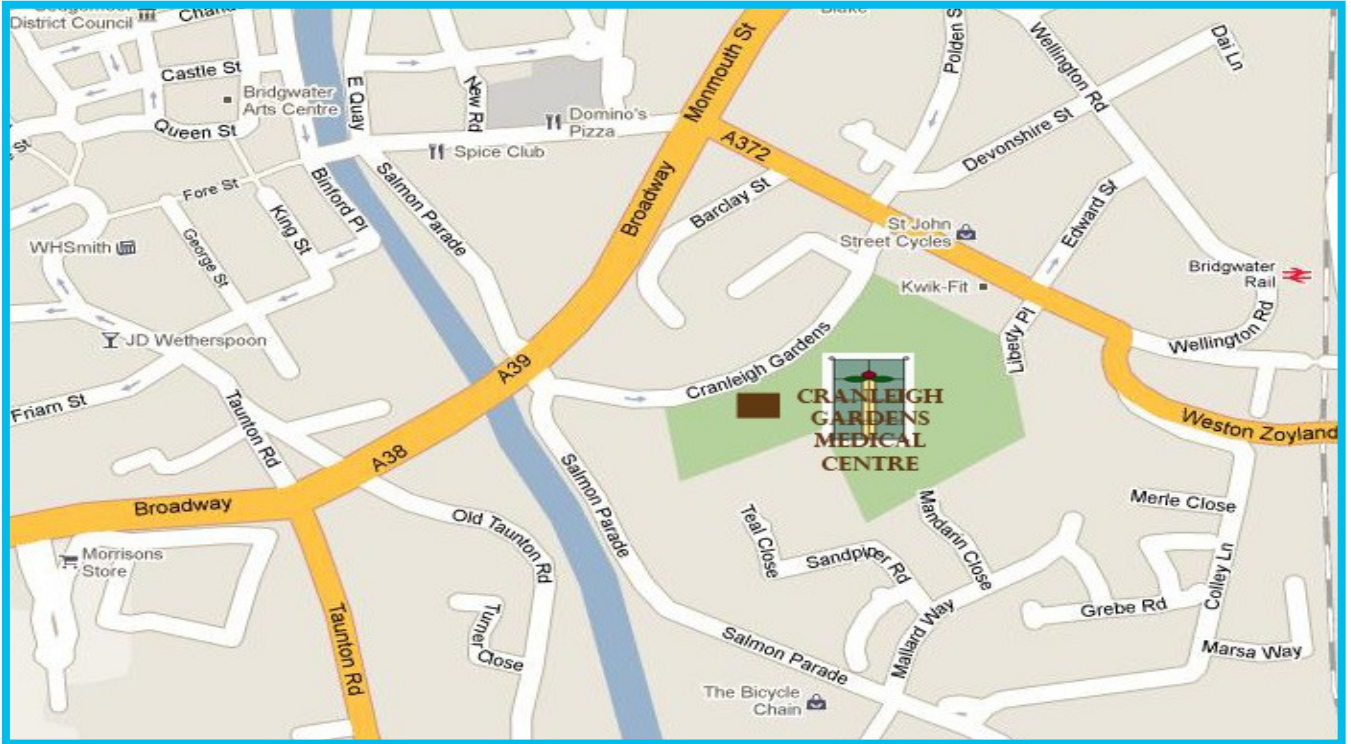 District Council
Castle St
Bridgwater
Arts Centre
Queen St
E Quay
New Rd
Domino's
Pizza
Spice Club
Monmouth St
A372
Polden S
Wellington Rd
Dai Ln
Devonshire St
Fore St
King St
Binford Pl
Salmon Parade
Broadway
Barclay St
St John
Street Cycles
Edward St
WHSmith
George St
Kwik-Fit
Bridgwater
Rail
JD Wetherspoon
A39
Cranleigh Gardens
Liberty Pl
Wellington Rd
Friarn St
Taunton Rd
A38
CRANLEIGH
GARDENS
MEDICAL
CENTRE
Weston Zoyland
Broadway
Old Taunton Rd
Salmon Parade
Teal Close
Mandarin Close
Merle Close
Morrisons
Store
Sandpiper Rd
Colley Ln
Turner Close
Mallard Way
Grebe Rd
Taunton Rd
Salmon Parade
Marsa Way
The Bicycle
Chain